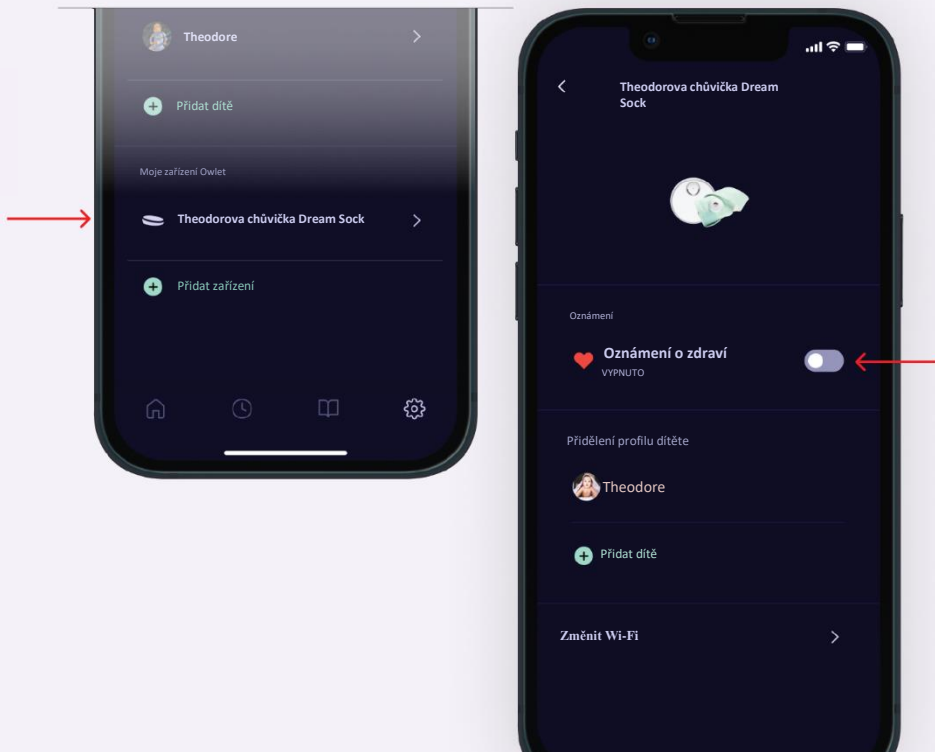 Theodore
Přidat dítě
Moje zařízení Owlet
Theodorova chůvička Dream Sock
Přidat zařízení
Theodorova chůvička Dream
Sock
Oznámení
Oznámení o zdraví
VYPNUTO
Přidělení profilu dítěte
Theodore
Přidat dítě
Změnit Wi-Fi